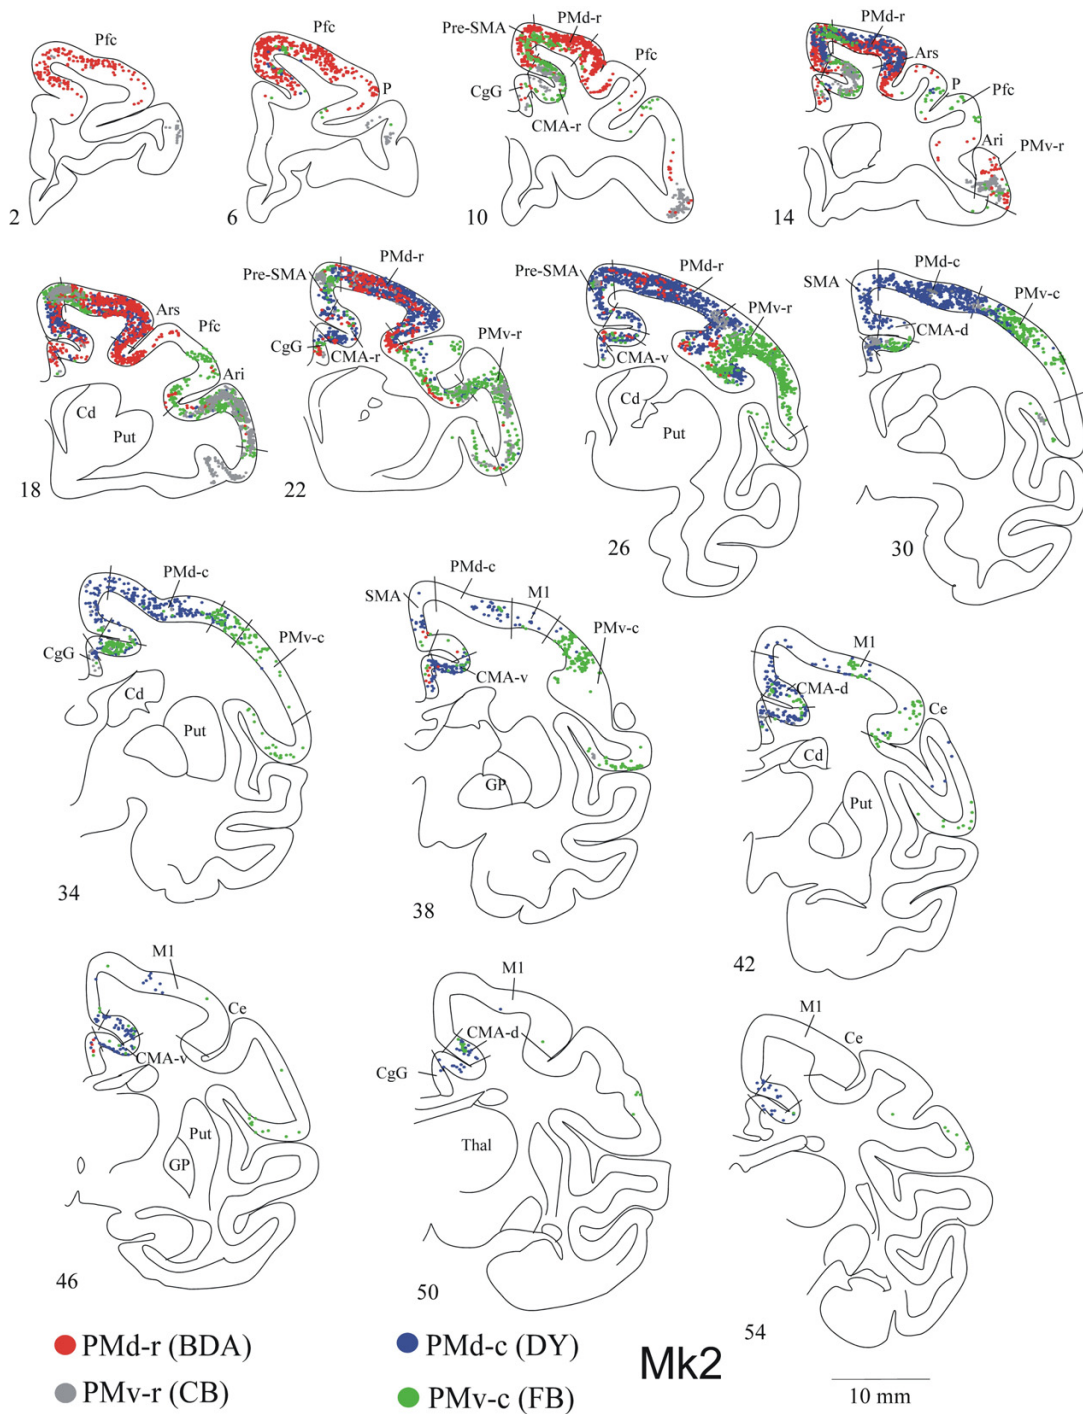 Pfc
2
Pfc
P
6
Pre-SMA
PMd-r
Pfc
CgG
CMA-r
10
PMd-r
Ars
P
Pfc
Ari
PMv-r
14
Ars
Pfc
Ari
Cd
Put
18
Pre-SMA
PMd-r
PMv-r
CgG
CMA-r
22
Pre-SMA
PMd-r
PMv-r
CMA-v
Cd
Put
26
SMA
PMd-c
PMv-c
CMA-d
30
PMd-c
CgG
PMv-c
Cd
Put
34
PMd-c
SMA
M1
PMv-c
CMA-v
GP
38
M1
CMA-d
Ce
Cd
Put
42
M1
Ce
CMA-v
Put
GP
46
M1
CMA-d
CgG
Thal
50
M1
Ce
54
PMd-r (BDA)
PMd-c (DY)
PMv-r (CB)
PMv-c (FB)
Mk2
10 mm